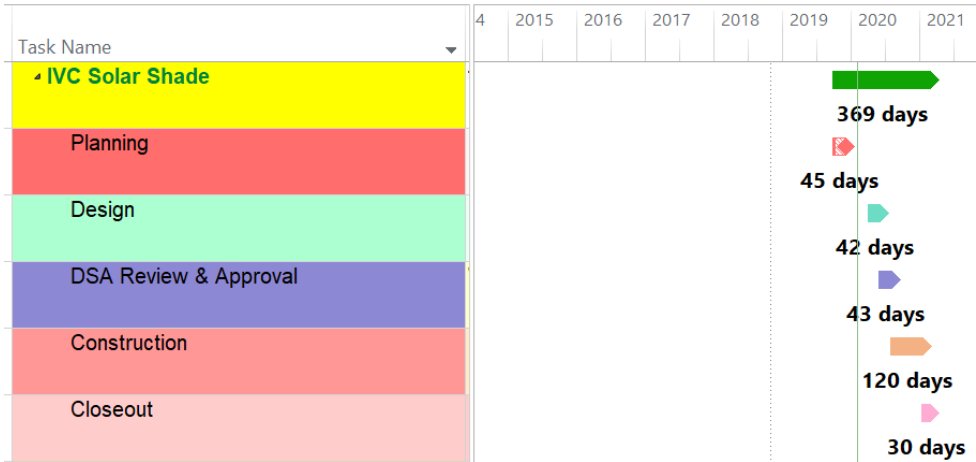 4 2015 2016 2017 2018 2019 2020 2021
Task Name
IVC Solar Shade
369 days
Planning
45 days
Design
42 days
DSA Review & Approval
43 days
Construction
120 days
Closeout
30 days